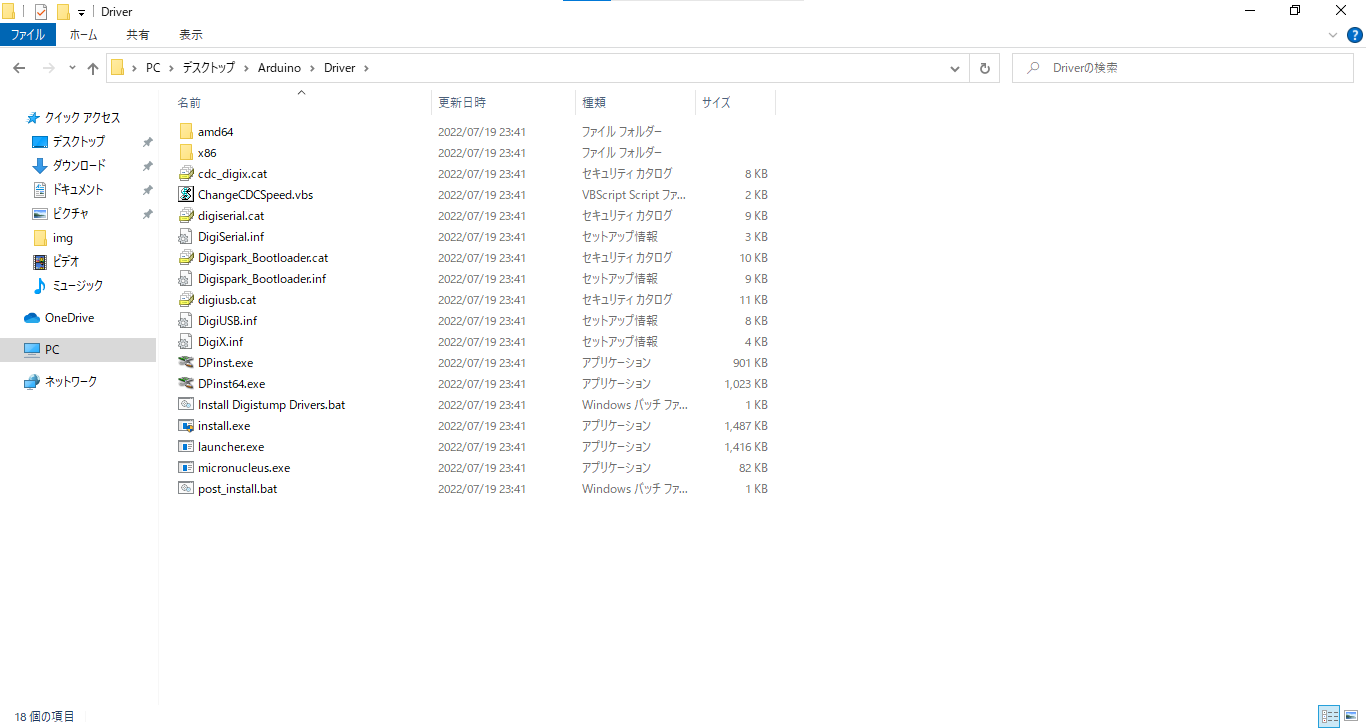 Driver
ファイル ホーム 共有 表示
PC デスクトップ Arduino Driver Driverの検索
名前 更新日時 種類 サイズ
クイック アクセス
デスクトップ
ダウンロード
ドキュメント
ピクチャ
img
ビデオ
ミュージック
OneDrive
PC
ネットワーク
amd64 2022/07/19 23:41 ファイル フォルダー
x86 2022/07/19 23:41 ファイル フォルダー
cdc_digix.cat 2022/07/19 23:41 セキュリティ カタログ 8 KB
ChangeCDCSpeed.vbs 2022/07/19 23:41 VBScript Script ファ... 2 KB
digiserial.cat 2022/07/19 23:41 セキュリティ カタログ 9 KB
DigiSerial.inf 2022/07/19 23:41 セットアップ情報 3 KB
Digispark_Bootloader.cat 2022/07/19 23:41 セキュリティ カタログ 10 KB
Digispark_Bootloader.inf 2022/07/19 23:41 セットアップ情報 9 KB
digiusb.cat 2022/07/19 23:41 セキュリティ カタログ 11 KB
DigiUSB.inf 2022/07/19 23:41 セットアップ情報 8 KB
DigiX.inf 2022/07/19 23:41 セットアップ情報 4 KB
DPinst.exe 2022/07/19 23:41 アプリケーション 901 KB
DPinst64.exe 2022/07/19 23:41 アプリケーション 1,023 KB
Install Digistump Drivers.bat 2022/07/19 23:41 Windows バッチ ファ... 1 KB
install.exe 2022/07/19 23:41 アプリケーション 1,487 KB
launcher.exe 2022/07/19 23:41 アプリケーション 1,416 KB
micronucleus.exe 2022/07/19 23:41 アプリケーション 82 KB
post_install.bat 2022/07/19 23:41 Windows バッチ ファ... 1 KB
18 個の項目